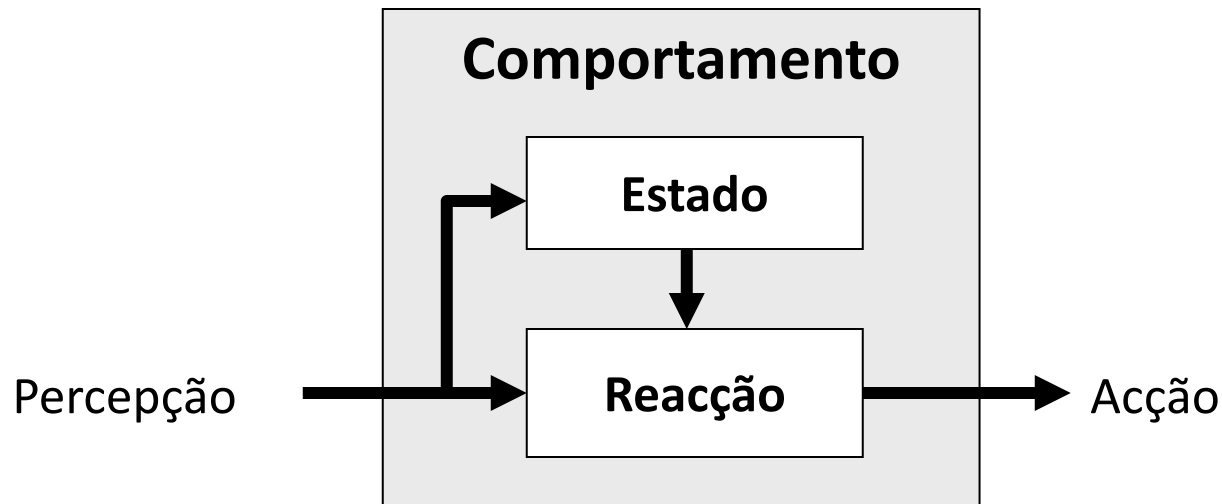 Comportamento
Estado
Percepção
Reacção
Acção